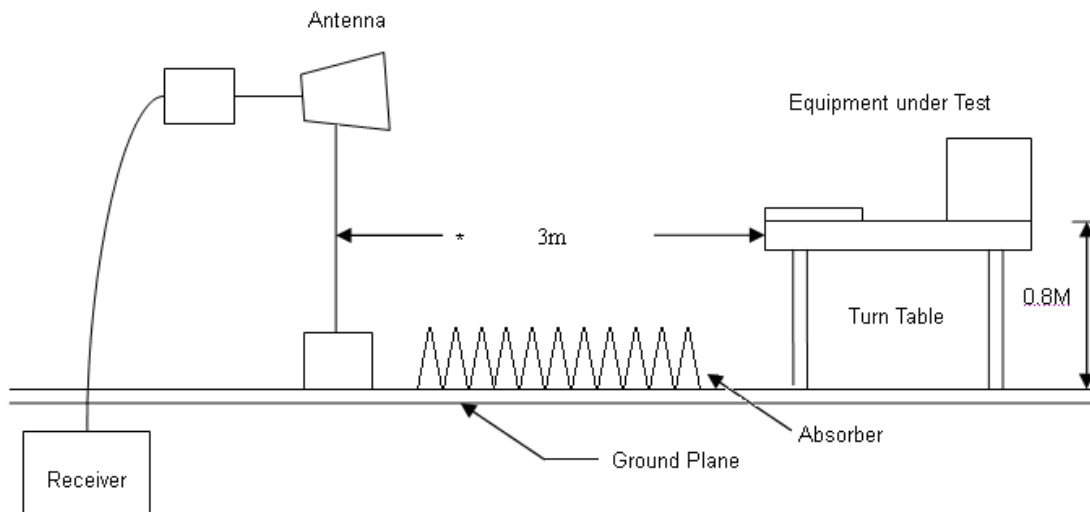 Antenna
Equipment under Test
* 3m
0.8M
Turn Table
Absorber
Ground Plane
Receiver